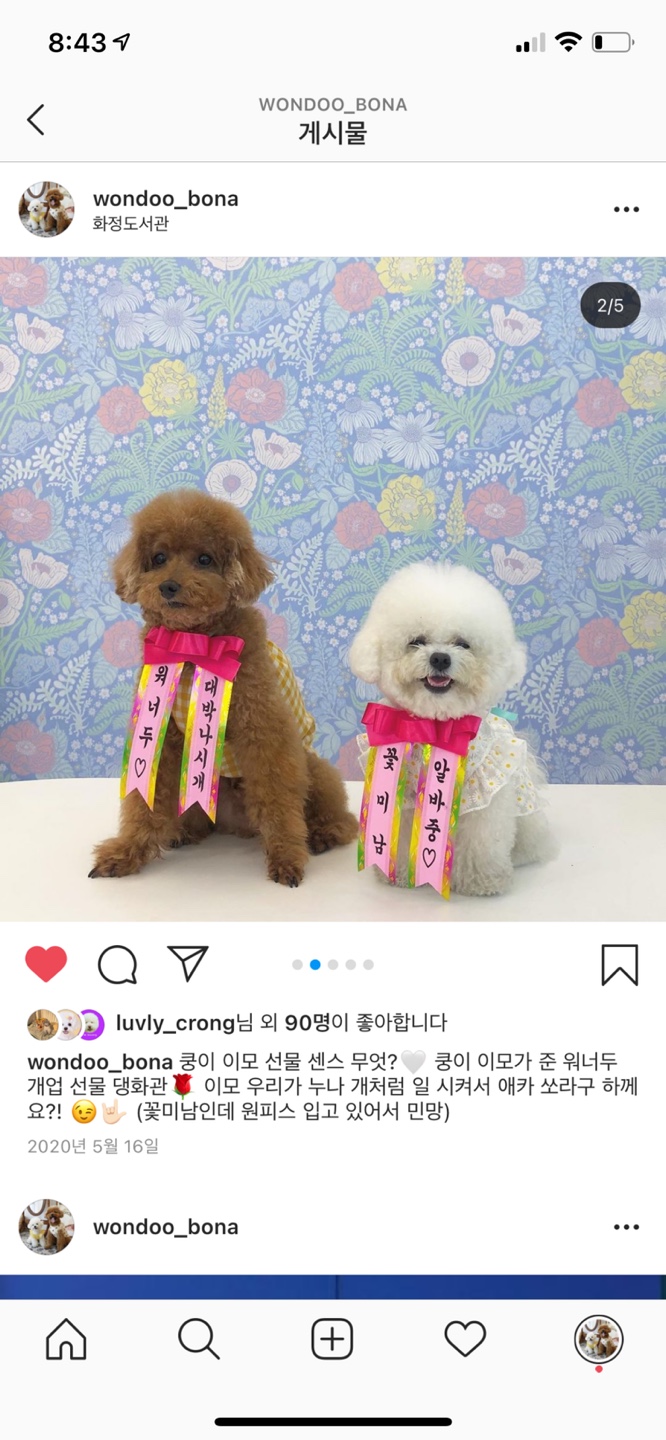 8:43
WONDOO_BONA
게시물
wondoo_bona
화정도서관
2/5
워너두♡
대박나시개
꽃미남
알바중♡
luvly_crong님 외 90명이 좋아합니다
wondoo_bona 쿵이 이모 선물 센스 무엇?🤍 쿵이 이모가 준 워너두
개업 선물 댕화관🌹 이모 우리가 누나 개처럼 일 시켜서 애카 쏘라구 하께
요?! 😉🤟🏻 (꽃미남인데 원피스 입고 있어서 민망)
2020년 5월 16일
wondoo_bona